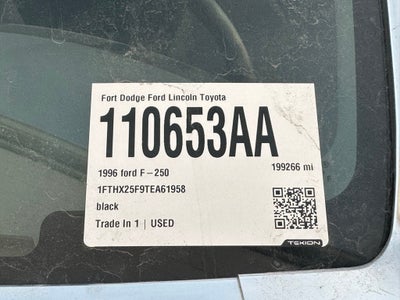 Fort Dodge Ford Lincoln Toyota
110653AA
1996 ford F-250 199266 mi
1FTHX25F9TEA61958
black
Trade In 1 | USED
TEKION